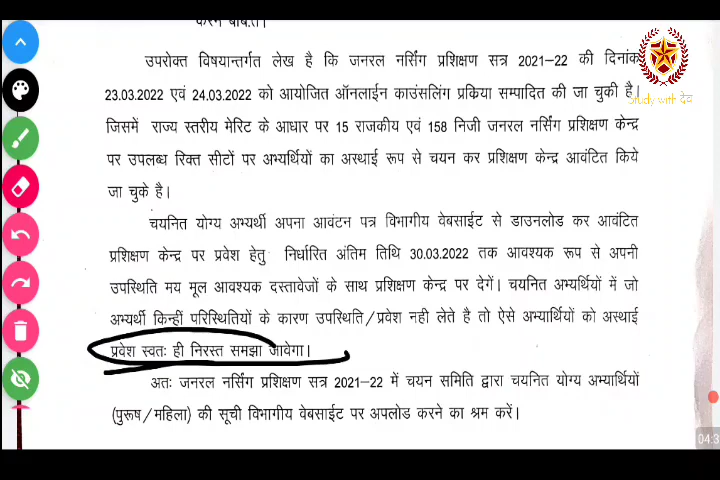 करने बाबत।
उपरोक्त विषयान्तर्गत लेख है कि जनरल नर्सिंग प्रशिक्षण सत्र 2021–22 की दिनांक
23.03.2022 एवं 24.03.2022 को आयोजित ऑनलाईन काउंसलिंग प्रकिया सम्पादित की जा चुकी है।
जिसमें राज्य स्तरीय मेरिट के आधार पर 15 राजकीय एवं 158 निजी जनरल नर्सिंग प्रशिक्षण केन्द्र
पर उपलब्ध रिक्त सीटों पर अभ्यर्थियों का अस्थाई रूप से चयन कर प्रशिक्षण केन्द्र आवंटित किये
जा चुके है।
चयनित योग्य अभ्यर्थी अपना आवंटन पत्र विभागीय वेबसाईट से डाउनलोड कर आवंटित
प्रशिक्षण केन्द्र पर प्रवेश हेतु निर्धारित अंतिम तिथि 30.03.2022 तक आवश्यक रूप से अपनी
उपस्थिति मय मूल आवश्यक दस्तावेजों के साथ प्रशिक्षण केन्द्र पर देगें। चयनित अभ्यर्थियों में जो
अभ्यर्थी किन्हीं परिस्थितियों के कारण उपस्थिति/प्रवेश नही लेते है तो ऐसे अभ्यार्थियों को अस्थाई
प्रवेश स्वतः ही निरस्त समझा जावेगा।
अतः जनरल नर्सिंग प्रशिक्षण सत्र 2021–22 में चयन समिति द्वारा चयनित योग्य अभ्यार्थियों
(पुरूष/महिला) की सूची विभागीय वेबसाईट पर अपलोड करने का श्रम करें।
Study with देव
04:3